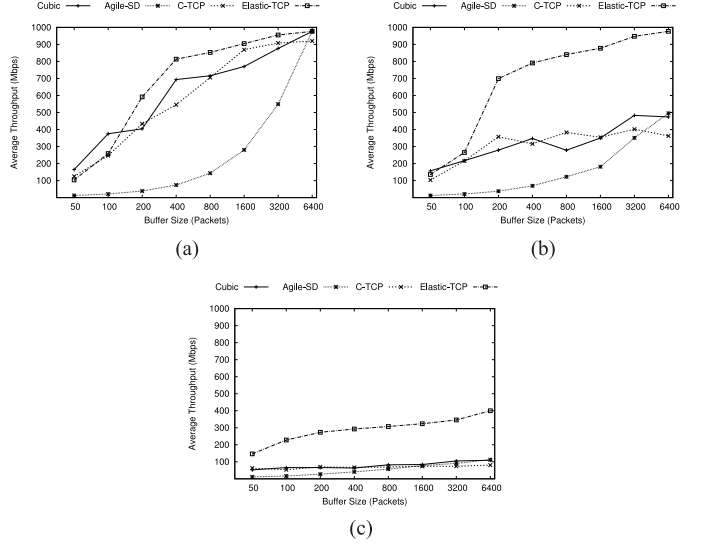 Cubic Agile-SD C-TCP Elastic-TCP
1000
900
800
700
600
500
400
300
200
100
Average Throughput (Mbps)
50 100 200 400 800 1600 3200 6400
Buffer Size (Packets)
(a)
Cubic Agile-SD C-TCP Elastic-TCP
1000
900
800
700
600
500
400
300
200
100
Average Throughput (Mbps)
50 100 200 400 800 1600 3200 6400
Buffer Size (Packets)
(b)
Cubic Agile-SD C-TCP Elastic-TCP
1000
900
800
700
600
500
400
300
200
100
Average Throughput (Mbps)
50 100 200 400 800 1600 3200 6400
Buffer Size (Packets)
(c)